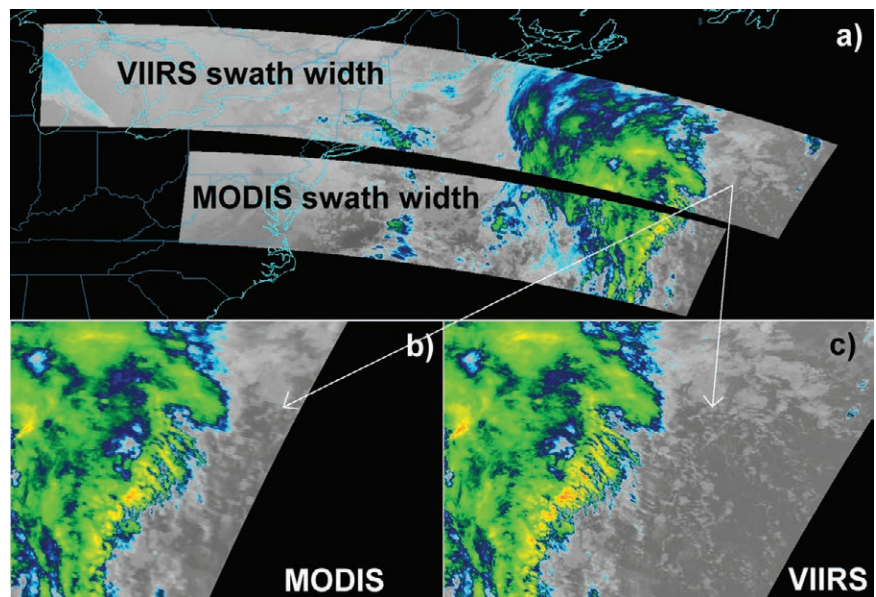 a)
VIIRS swath width
MODIS swath width
b)
c)
MODIS
VIIRS